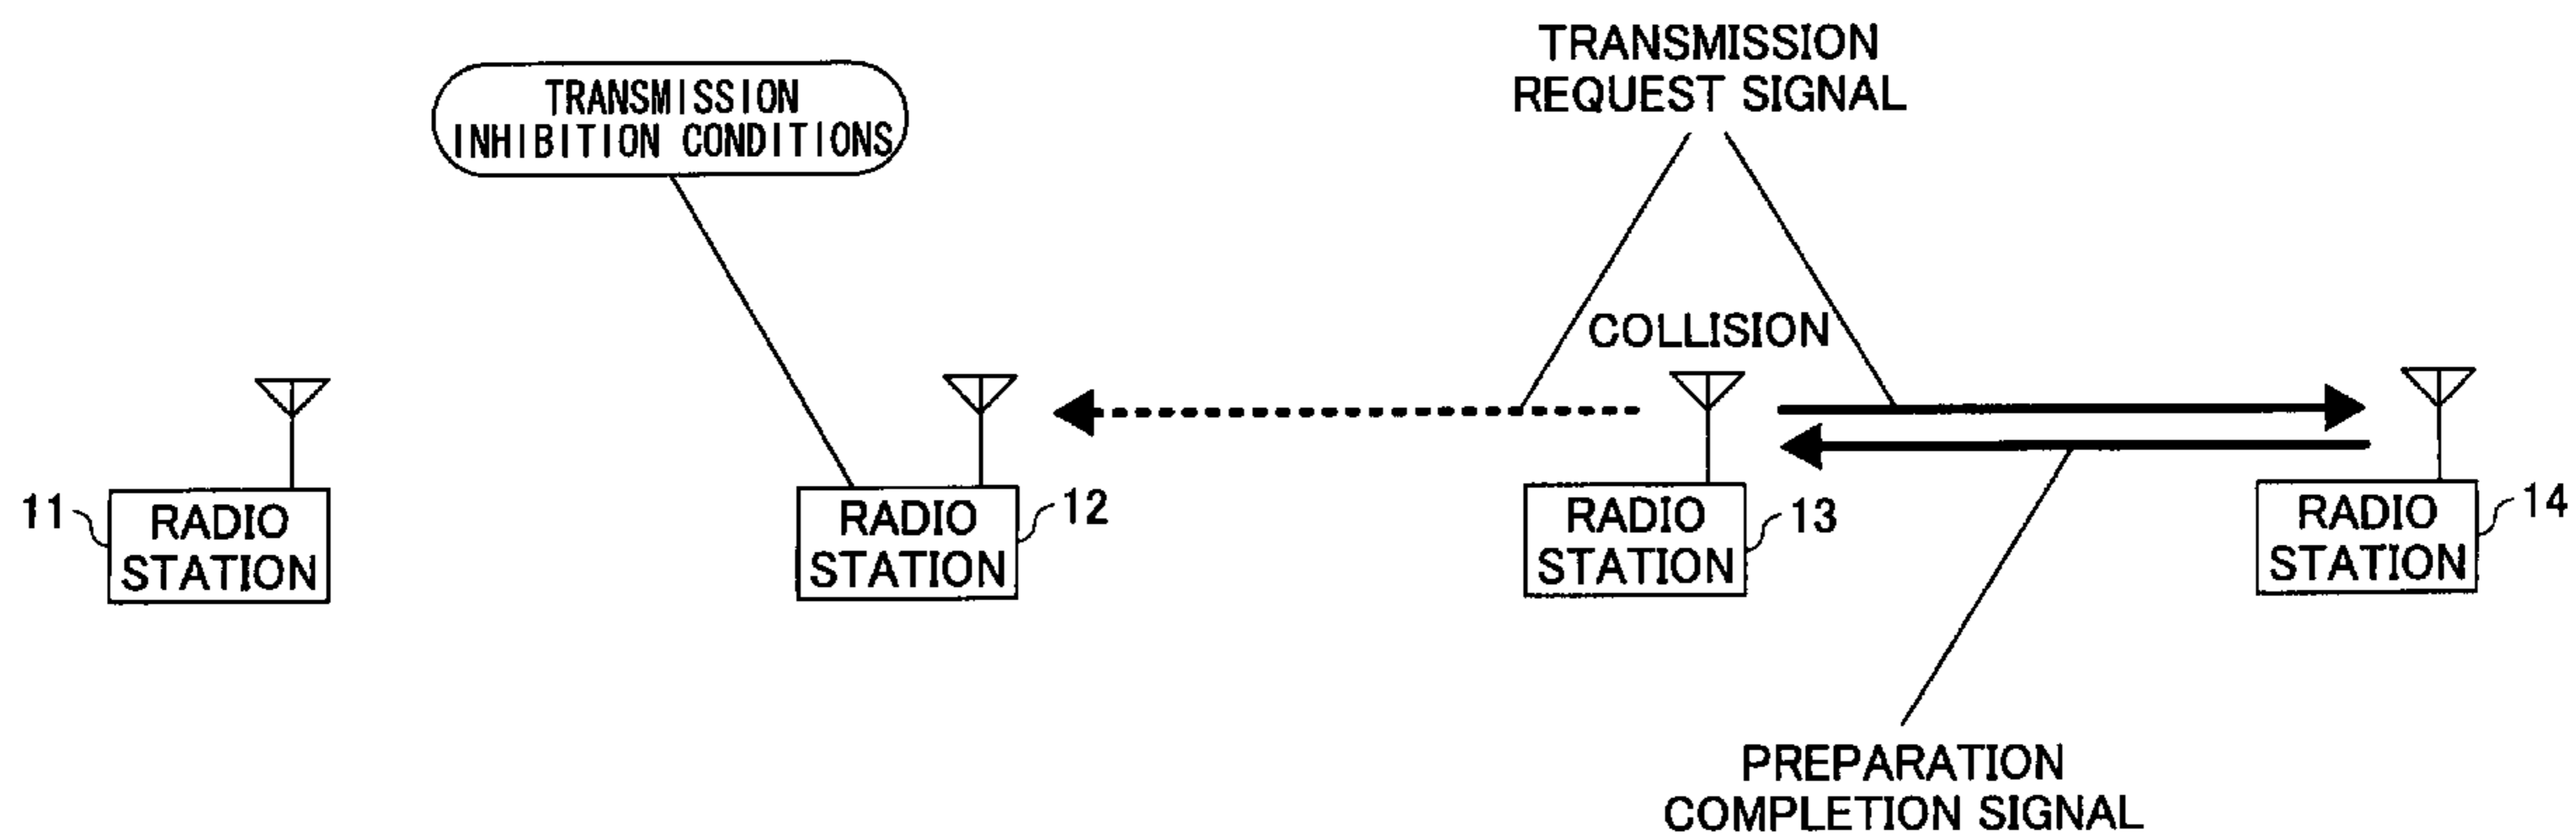 TRANSMISSION
REQUEST SIGNAL
TRANSMISSION
INHIBITION CONDITIONS
COLLISION
11
RADIO
STATION
12
RADIO
STATION
13
RADIO
STATION
14
RADIO
STATION
PREPARATION
COMPLETION SIGNAL